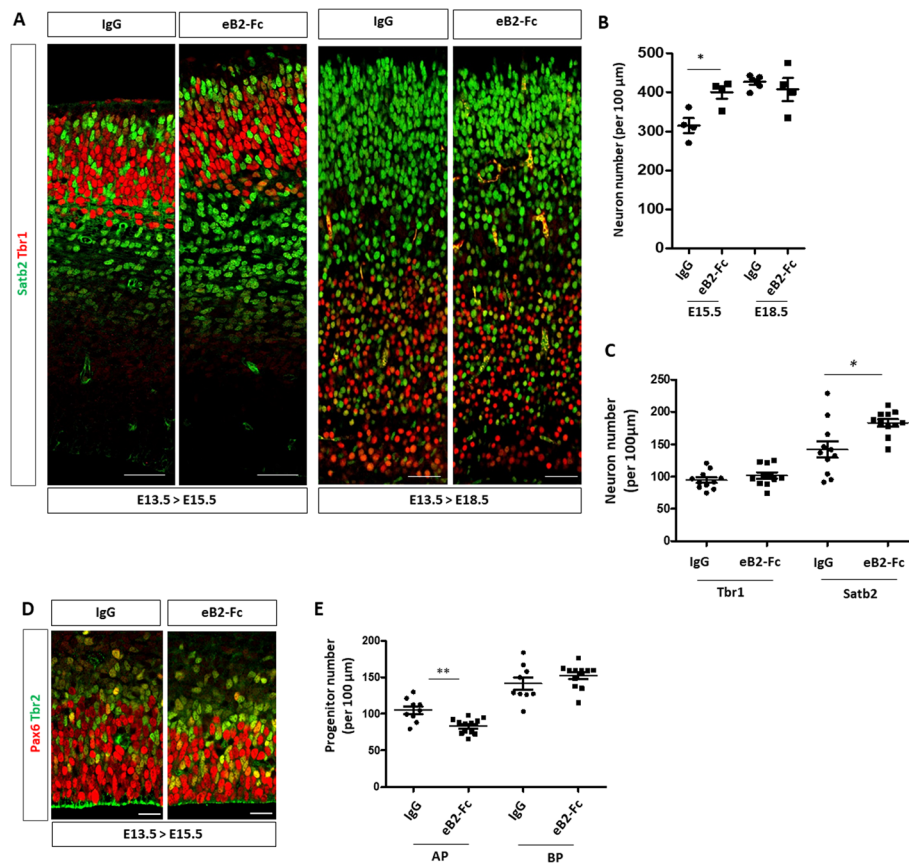 A
IgG
eB2-Fc
IgG
eB2-Fc
Satb2 Tbr1
E13.5 > E15.5
E13.5 > E18.5
B
Neuron number (per 100 µm)
500
400
300
400
0
*
IgG
eB2-Fc
IgG
eB2-Fc
E15.5
E18.5
C
Neuron number
(per 100µm)
250
200
150
100
50
0
*
IgG
eB2-Fc
IgG
eB2-Fc
Tbr1
Satb2
D
IgG
eB2-Fc
Pax6 Tbr2
E13.5 > E15.5
E
Progenitor number
(per 100 µm)
200
150
100
50
0
**
IgG
eB2-Fc
IgG
eB2-Fc
AP
BP